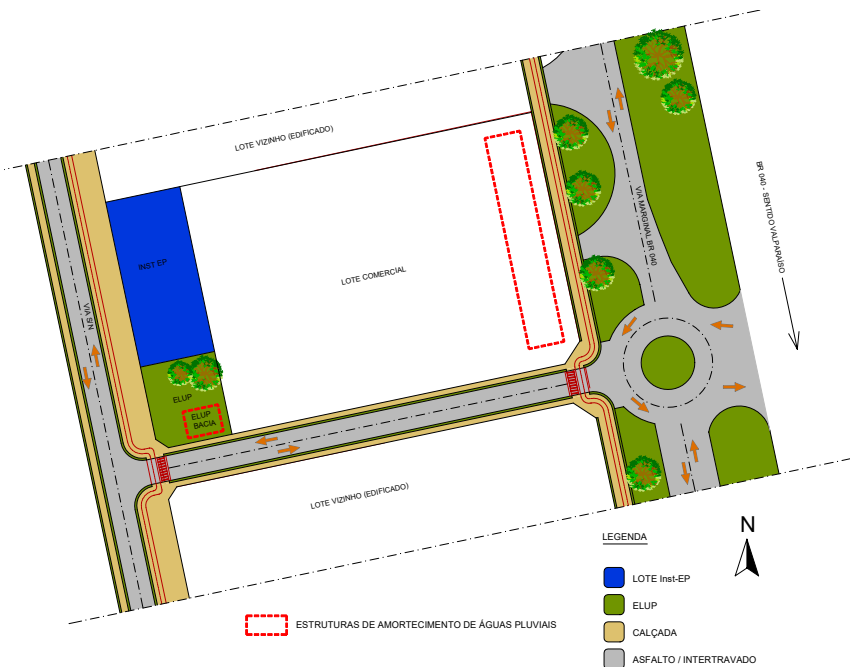 LOTE VIZINHO (EDIFICADO)
BR 040 - SENTIDO VALPARAÍSO
VIA MARGINAL BR 040
INST EP
LOTE COMERCIAL
VIA S/N
ELUP
ELUP
BACIA
LOTE VIZINHO (EDIFICADO)
LEGENDA
N
LOTE Inst-EP
ELUP
CALÇADA
ASFALTO / INTERTRAVADO
ESTRUTURAS DE AMORTECIMENTO DE ÁGUAS PLUVIAIS